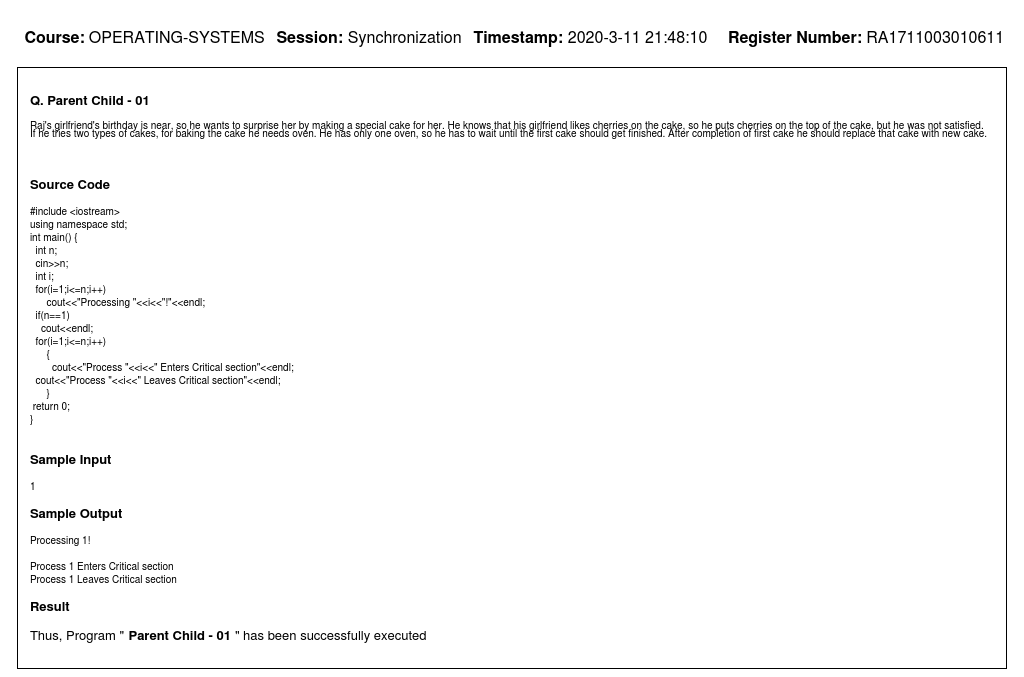 Course: OPERATING-SYSTEMS Session: Synchronization Timestamp: 2020-3-11 21:48:10 Register Number: RA1711003010611
Q. Parent Child - 01
Raj's girlfriend's birthday is near, so he wants to surprise her by making a special cake for her. He knows that his girlfriend likes cherries on the cake, so he puts cherries on the top of the cake, but he was not satisfied.
If he tries two types of cakes, for baking the cake he needs oven. He has only one oven, so he has to wait until the first cake should get finished. After completion of first cake he should replace that cake with new cake.
Source Code
#include <iostream>
using namespace std;
int main() {
  int n;
  cin>>n;
  int i;
  for(i=1;i<=n;i++)
      cout<<"Processing "<<i<<"!"<<endl;
  if(n==1)
    cout<<endl;
  for(i=1;i<=n;i++)
      {
        cout<<"Process "<<i<<" Enters Critical section"<<endl;
  cout<<"Process "<<i<<" Leaves Critical section"<<endl;
      }
 return 0;
}
Sample Input
1
Sample Output
Processing 1!
Process 1 Enters Critical section
Process 1 Leaves Critical section
Result
Thus, Program " Parent Child - 01 " has been successfully executed